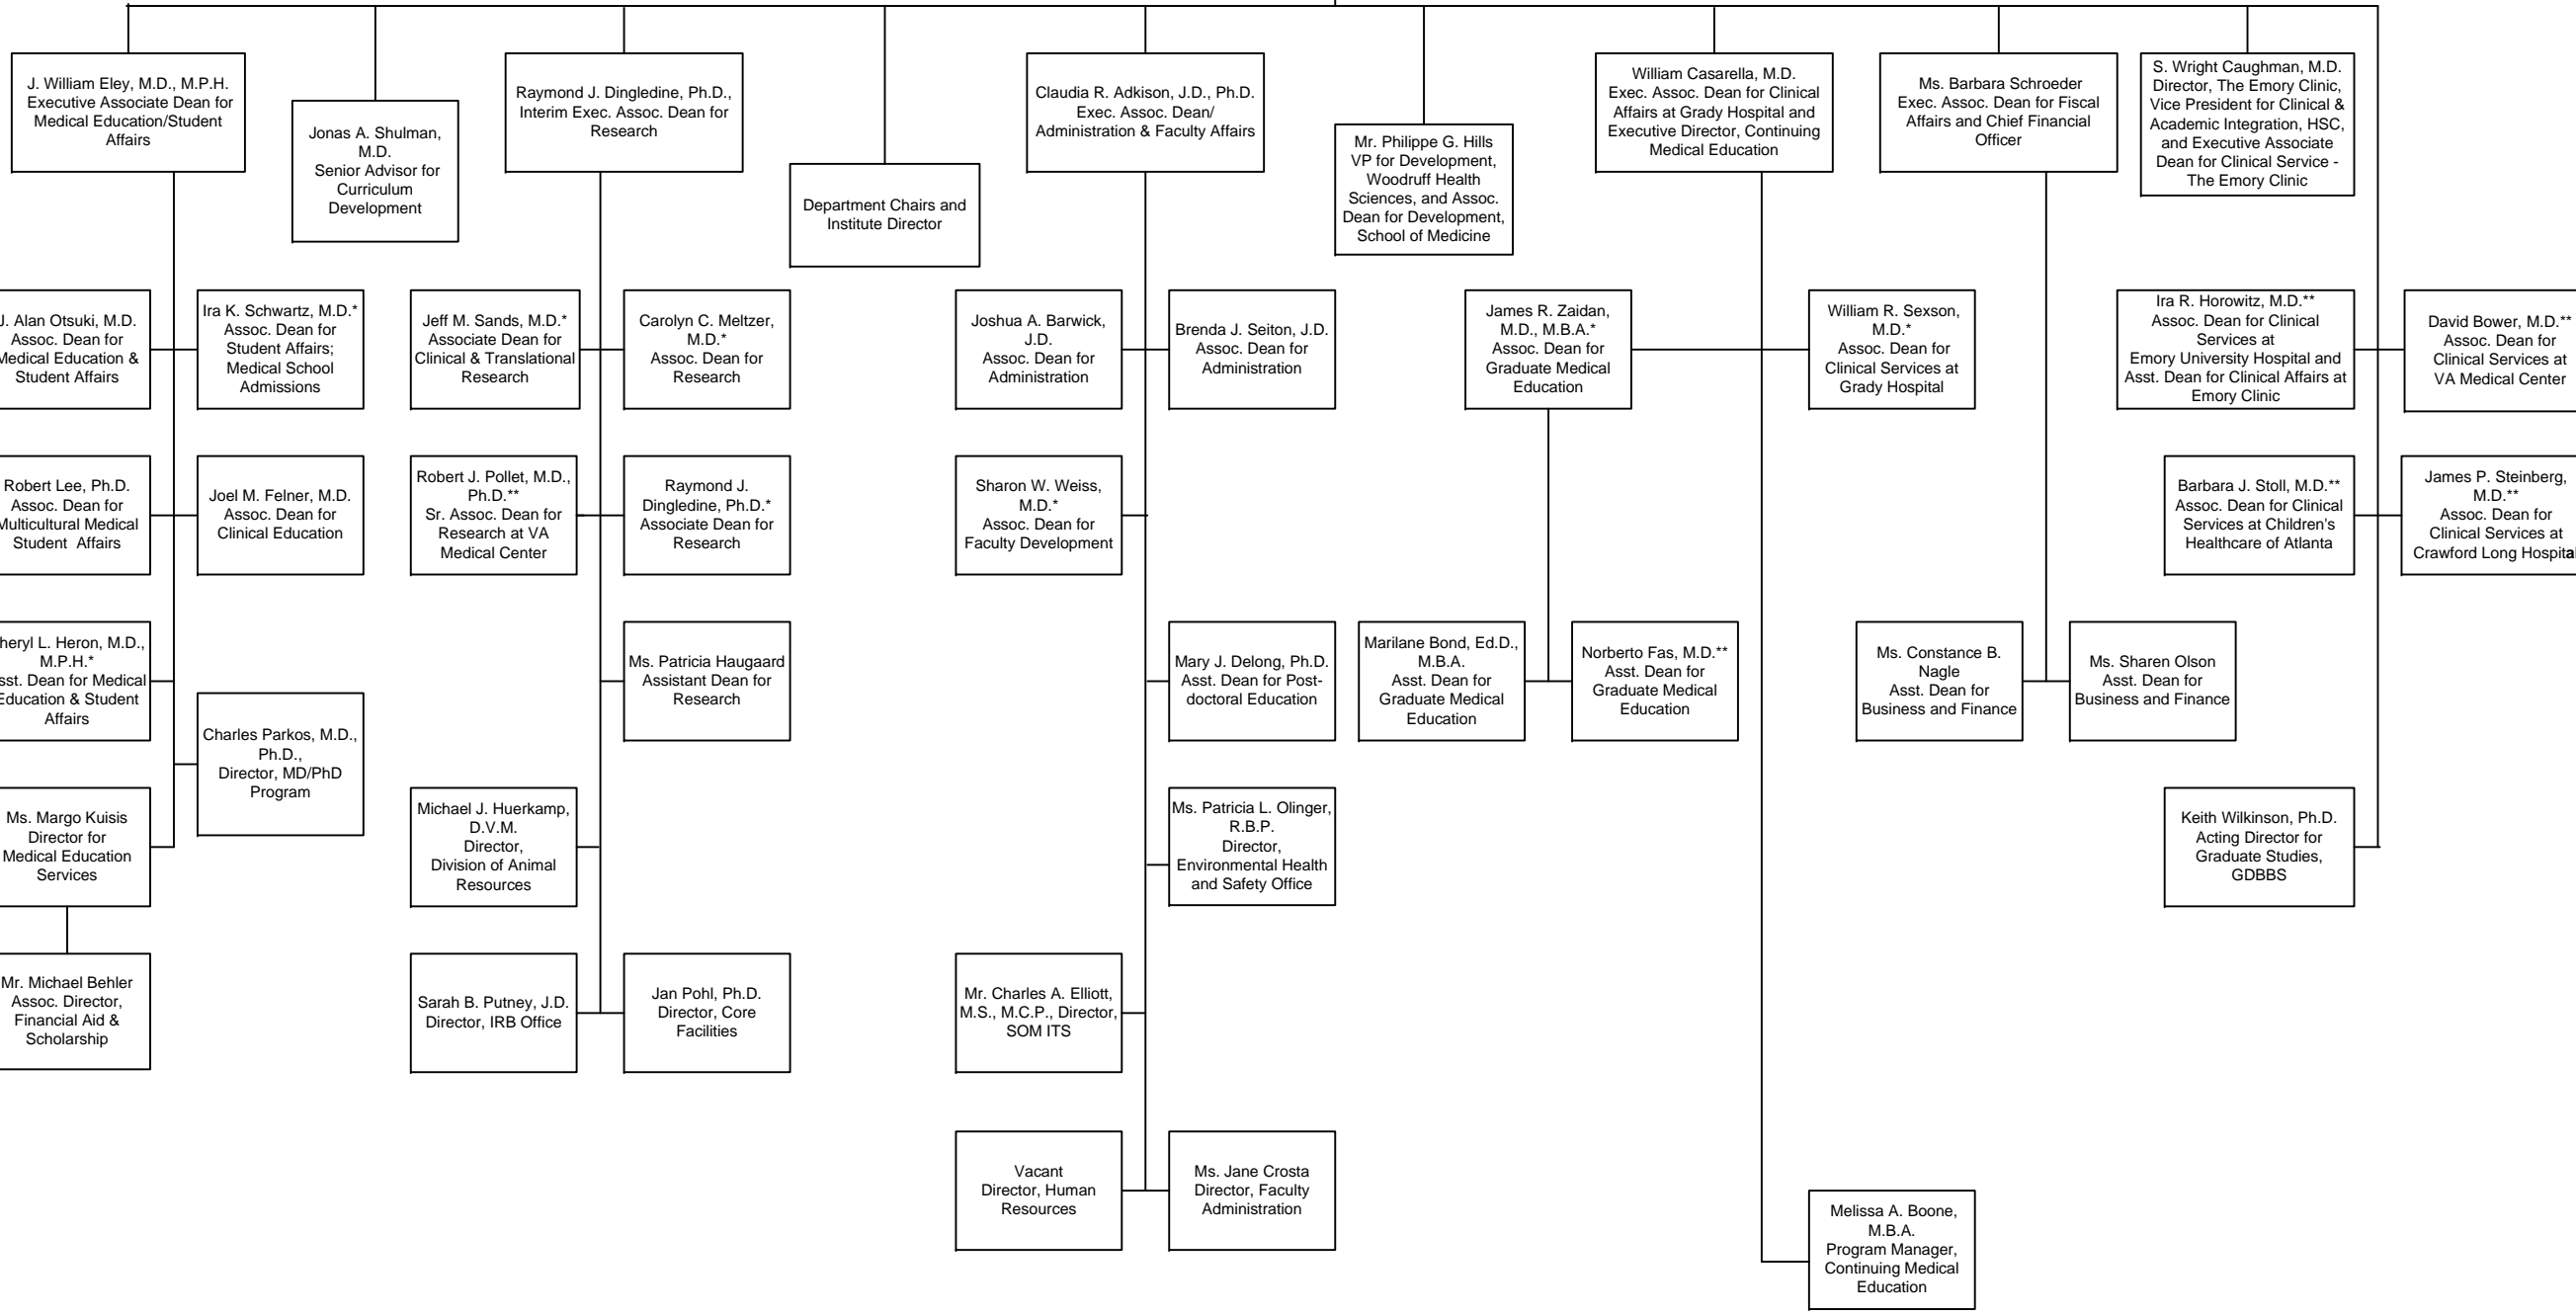 J. William Eley, M.D., M.P.H.
Executive Associate Dean for
Medical Education/Student
Affairs
Jonas A. Shulman,
M.D.
Senior Advisor for
Curriculum
Development
Raymond J. Dingledine, Ph.D.,
Interim Exec. Assoc. Dean for
Research
Department Chairs and
Institute Director
Claudia R. Adkison, J.D., Ph.D.
Exec. Assoc. Dean/
Administration & Faculty Affairs
Mr. Philippe G. Hills
VP for Development,
Woodruff Health
Sciences, and Assoc.
Dean for Development,
School of Medicine
William Casarella, M.D.
Exec. Assoc. Dean for Clinical
Affairs at Grady Hospital and
Executive Director, Continuing
Medical Education
Ms. Barbara Schroeder
Exec. Assoc. Dean for Fiscal
Affairs and Chief Financial
Officer
S. Wright Caughman, M.D.
Director, The Emory Clinic,
Vice President for Clinical &
Academic Integration, HSC,
and Executive Associate
Dean for Clinical Service -
The Emory Clinic
J. Alan Otsuki, M.D.
Assoc. Dean for
Medical Education &
Student Affairs
Ira K. Schwartz, M.D.*
Assoc. Dean for
Student Affairs;
Medical School
Admissions
Jeff M. Sands, M.D.*
Associate Dean for
Clinical & Translational
Research
Carolyn C. Meltzer,
M.D.*
Assoc. Dean for
Research
Joshua A. Barwick,
J.D.
Assoc. Dean for
Administration
Brenda J. Seiton, J.D.
Assoc. Dean for
Administration
James R. Zaidan,
M.D., M.B.A.*
Assoc. Dean for
Graduate Medical
Education
William R. Sexson,
M.D.*
Assoc. Dean for
Clinical Services at
Grady Hospital
Ira R. Horowitz, M.D.**
Assoc. Dean for Clinical
Services at
Emory University Hospital and
Asst. Dean for Clinical Affairs at
Emory Clinic
David Bower, M.D.**
Assoc. Dean for
Clinical Services at
VA Medical Center
Robert Lee, Ph.D.
Assoc. Dean for
Multicultural Medical
Student Affairs
Joel M. Felner, M.D.
Assoc. Dean for
Clinical Education
Robert J. Pollet, M.D.,
Ph.D.**
Sr. Assoc. Dean for
Research at VA
Medical Center
Raymond J.
Dingledine, Ph.D.*
Associate Dean for
Research
Sharon W. Weiss,
M.D.*
Assoc. Dean for
Faculty Development
Barbara J. Stoll, M.D.**
Assoc. Dean for Clinical
Services at Children's
Healthcare of Atlanta
James P. Steinberg,
M.D.**
Assoc. Dean for
Clinical Services at
Crawford Long Hospital
heryl L. Heron, M.D.,
M.P.H.*
sst. Dean for Medical
Education & Student
Affairs
Charles Parkos, M.D.,
Ph.D.,
Director, MD/PhD
Program
Ms. Patricia Haugaard
Assistant Dean for
Research
Mary J. Delong, Ph.D.
Asst. Dean for Post-
doctoral Education
Marilane Bond, Ed.D.,
M.B.A.
Asst. Dean for
Graduate Medical
Education
Norberto Fas, M.D.**
Asst. Dean for
Graduate Medical
Education
Ms. Constance B.
Nagle
Asst. Dean for
Business and Finance
Ms. Sharen Olson
Asst. Dean for
Business and Finance
Ms. Margo Kuisis
Director for
Medical Education
Services
Michael J. Huerkamp,
D.V.M.
Director,
Division of Animal
Resources
Ms. Patricia L. Olinger,
R.B.P.
Director,
Environmental Health
and Safety Office
Keith Wilkinson, Ph.D.
Acting Director for
Graduate Studies,
GDBBS
Mr. Michael Behler
Assoc. Director,
Financial Aid &
Scholarship
Sarah B. Putney, J.D.
Director, IRB Office
Jan Pohl, Ph.D.
Director, Core
Facilities
Mr. Charles A. Elliott,
M.S., M.C.P., Director,
SOM ITS
Vacant
Director, Human
Resources
Ms. Jane Crosta
Director, Faculty
Administration
Melissa A. Boone,
M.B.A.
Program Manager,
Continuing Medical
Education